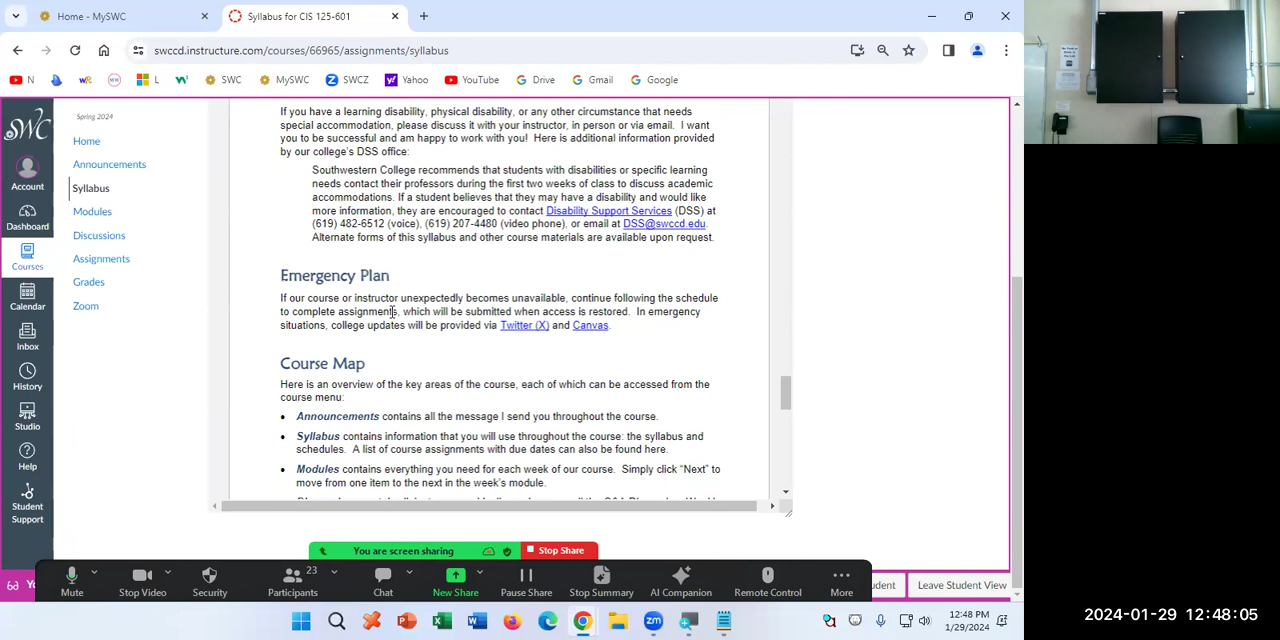 Home - MySWC
Syllabus for CIS 125-601
swccd.instructure.com/courses/66965/assignments/syllabus
N
L
SWC
MySWC
SWCZ
Yahoo
YouTube
Drive
Gmail
Google
SWC
Account
Dashboard
Courses
Calendar
Inbox
History
Studio
Help
Student
Support
Spring 2024
Home
Announcements
Syllabus
Modules
Discussions
Assignments
Grades
Zoom
If you have a learning disability, physical disability, or any other circumstance that needs
special accommodation, please discuss it with your instructor, in person or via email. I want
you to be successful and am happy to work with you! Here is additional information provided
by our college's DSS office:
Southwestern College recommends that students with disabilities or specific learning
needs contact their professors during the first two weeks of class to discuss academic
accommodations. If a student believes that they may have a disability and would like
more information, they are encouraged to contact Disability Support Services (DSS) at
(619) 482-6512 (voice), (619) 207-4480 (video phone), or email at DSS@swccd.edu.
Alternate forms of this syllabus and other course materials are available upon request.
Emergency Plan
If our course or instructor unexpectedly becomes unavailable, continue following the schedule
to complete assignments, which will be submitted when access is restored. In emergency
situations, college updates will be provided via Twitter (X) and Canvas.
Course Map
Here is an overview of the key areas of the course, each of which can be accessed from the
course menu:
• Announcements contains all the message I send you throughout the course.
• Syllabus contains information that you will use throughout the course: the syllabus and
schedules. A list of course assignments with due dates can also be found here.
• Modules contains everything you need for each week of our course. Simply click "Next" to
move from one item to the next in the week's module.
You are screen sharing
Stop Share
Mute
Stop Video
Security
23
Participants
Chat
New Share
Pause Share
Stop Summary
AI Companion
Remote Control
More
udent
Leave Student View
12:48 PM
1/29/2024
2024-01-29 12:48:05